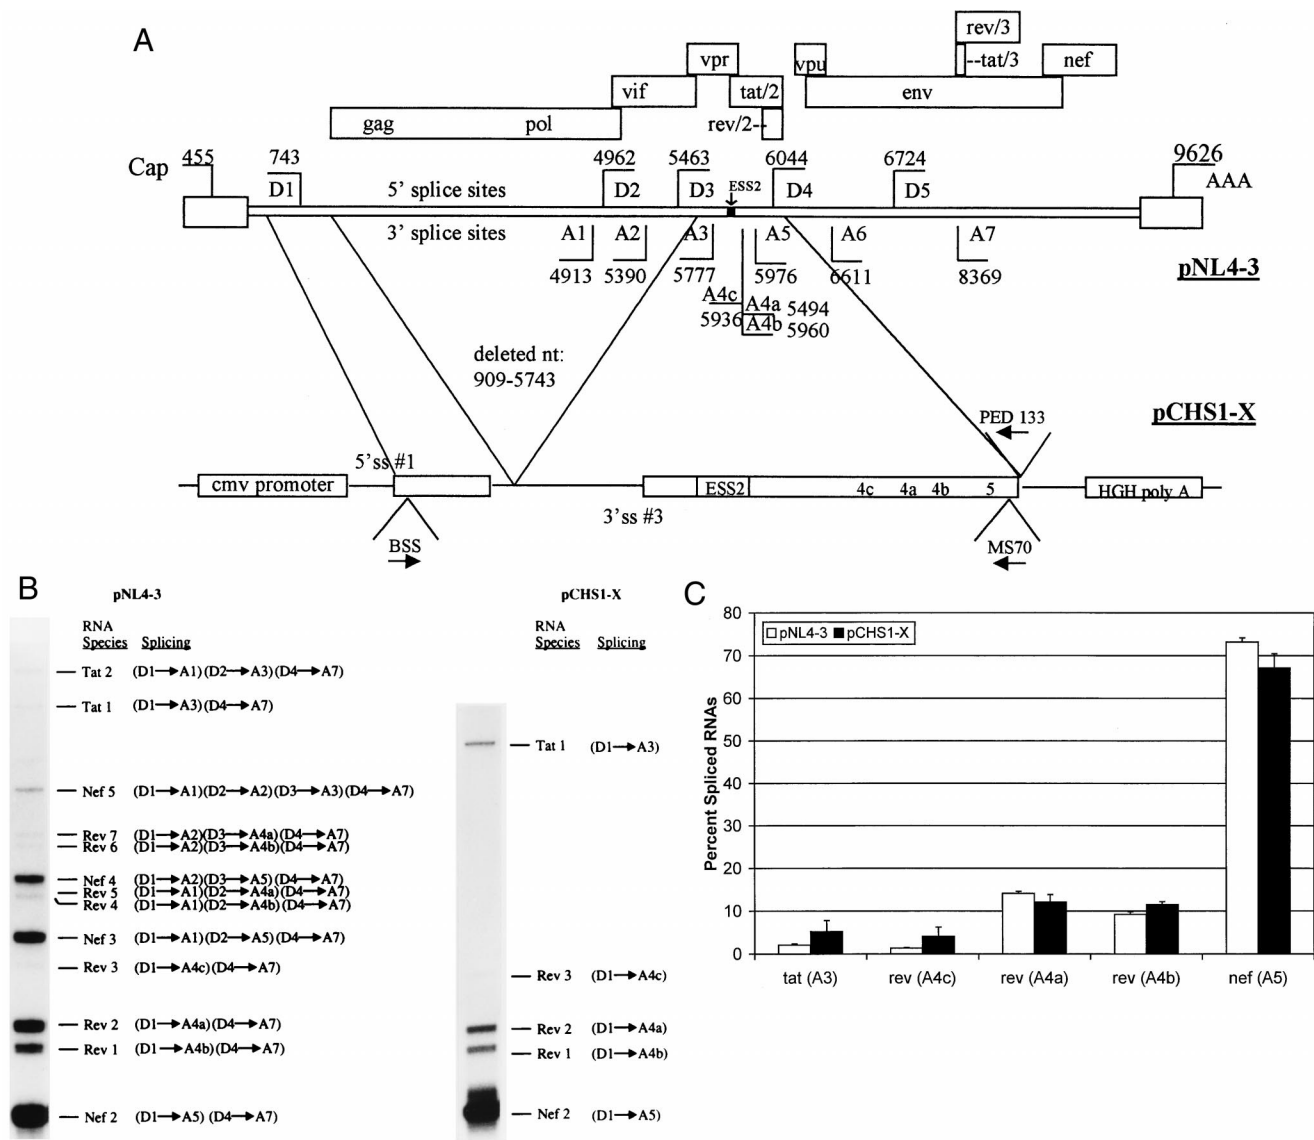 A
rev/3
vpr
vpu
--tat/3
nef
vif
tat/2
env
gag pol
rev/2--
Cap 455 743 4962 5463 6044 6724 9626
D1 5' splice sites D2 D3 ESS2 D4 D5 AAA
3' splice sites A1 A2 A3 A5 A6 A7
4913 5390 5777 5976 6611 8369
pNL4-3
A4c A4a 5494
5936 A4b 5960
deleted nt:
909-5743
pCHS1-X
PED 133
5'ss #1
cmv promoter ESS2 4c 4a 4b 5 HGH poly A
3'ss #3
BSS MS70
B
pNL4-3
RNA
Species Splicing
Tat 2 (D1→A1)(D2→A3)(D4→A7)
Tat 1 (D1→A3)(D4→A7)
Nef 5 (D1→A1)(D2→A2)(D3→A3)(D4→A7)
Rev 7 (D1→A2)(D3→A4a)(D4→A7)
Rev 6 (D1→A2)(D3→A4b)(D4→A7)
Nef 4 (D1→A2)(D3→A5)(D4→A7)
Rev 5 (D1→A1)(D2→A4a)(D4→A7)
Rev 4 (D1→A1)(D2→A4b)(D4→A7)
Nef 3 (D1→A1)(D2→A5)(D4→A7)
Rev 3 (D1→A4c)(D4→A7)
Rev 2 (D1→A4a)(D4→A7)
Rev 1 (D1→A4b)(D4→A7)
Nef 2 (D1→A5) (D4→A7)
pCHS1-X
RNA
Species Splicing
Tat 1 (D1→A3)
Rev 3 (D1→A4c)
Rev 2 (D1→A4a)
Rev 1 (D1→A4b)
Nef 2 (D1→A5)
C
Percent Spliced RNAs
80
70
60
50
40
30
20
10
0
pNL4-3 pCHS1-X
tat (A3) rev (A4c) rev (A4a) rev (A4b) nef (A5)